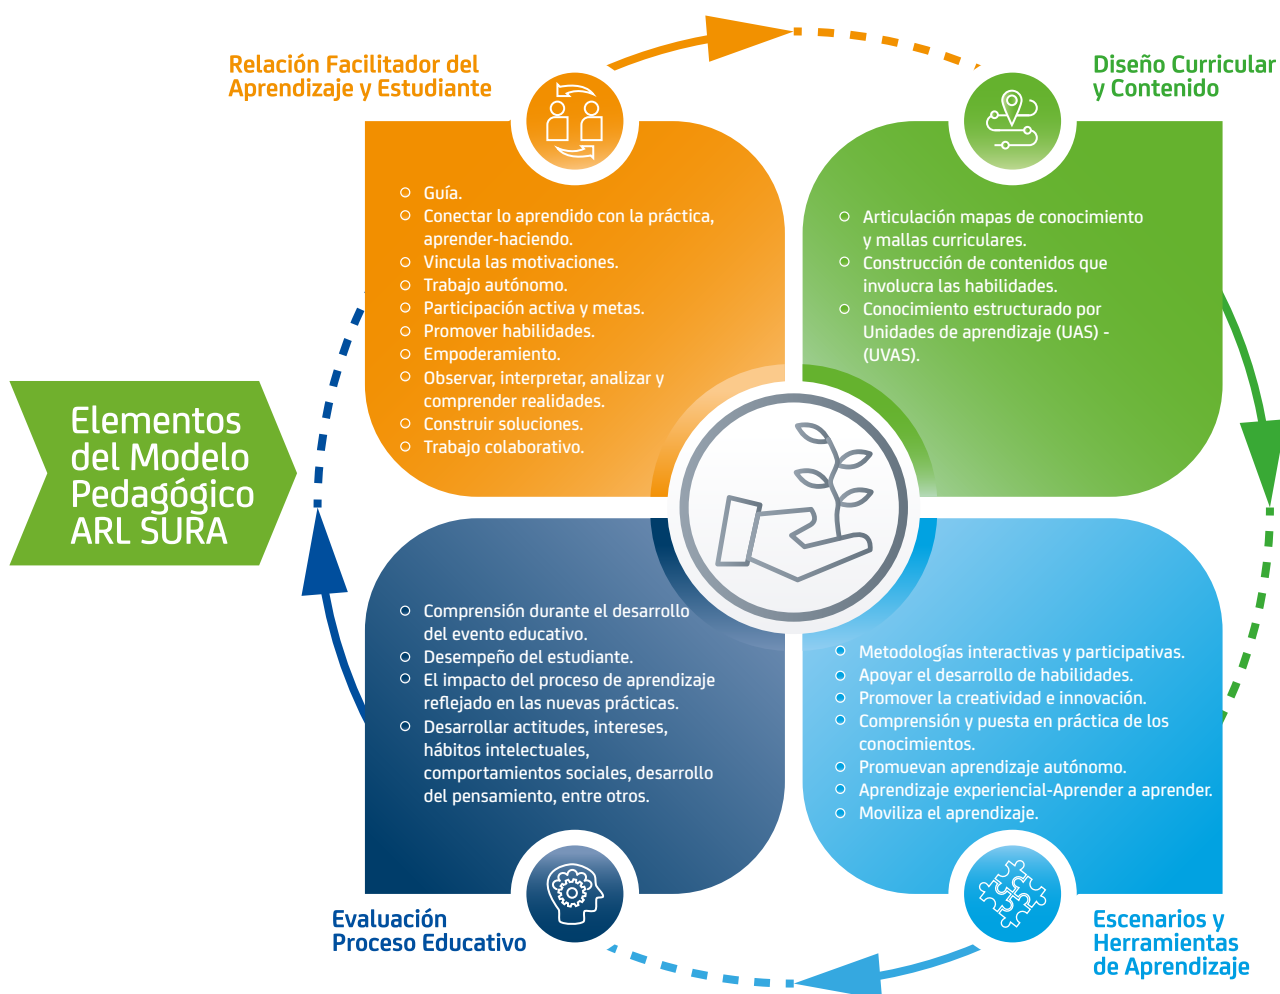 Relación Facilitador del
Aprendizaje y Estudiante
Guía.
Conectar lo aprendido con la práctica,
aprender-haciendo.
Vincula las motivaciones.
Trabajo autónomo.
Participación activa y metas.
Promover habilidades.
Empoderamiento.
Observar, interpretar, analizar y
comprender realidades.
Construir soluciones.
Trabajo colaborativo.
Diseño Curricular
y Contenido
Articulación mapas de conocimiento
y mallas curriculares.
Construcción de contenidos que
involucra las habilidades.
Conocimiento estructurado por
Unidades de aprendizaje (UAS) -
(UVAS).
Elementos
del Modelo
Pedagógico
ARL SURA
Comprensión durante el desarrollo
del evento educativo.
Desempeño del estudiante.
El impacto del proceso de aprendizaje
reflejado en las nuevas prácticas.
Desarrollar actitudes, intereses,
hábitos intelectuales,
comportamientos sociales, desarrollo
del pensamiento, entre otros.
Evaluación
Proceso Educativo
Metodologías interactivas y participativas.
Apoyar el desarrollo de habilidades.
Promover la creatividad e innovación.
Comprensión y puesta en práctica de los
conocimientos.
Promuevan aprendizaje autónomo.
Aprendizaje experiencial-Aprender a aprender.
Moviliza el aprendizaje.
Escenarios y
Herramientas
de Aprendizaje